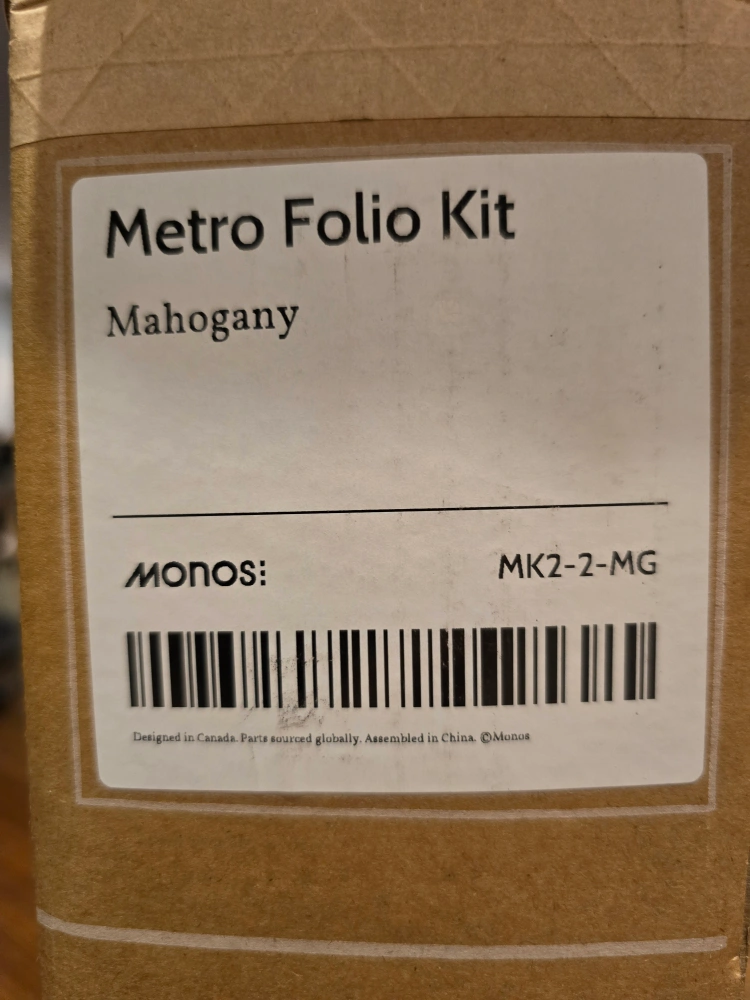 Metro Folio Kit
Mahogany
MONOS
MK2-2-MG
Designed in Canada. Parts sourced globally. Assembled in China. ©Monos